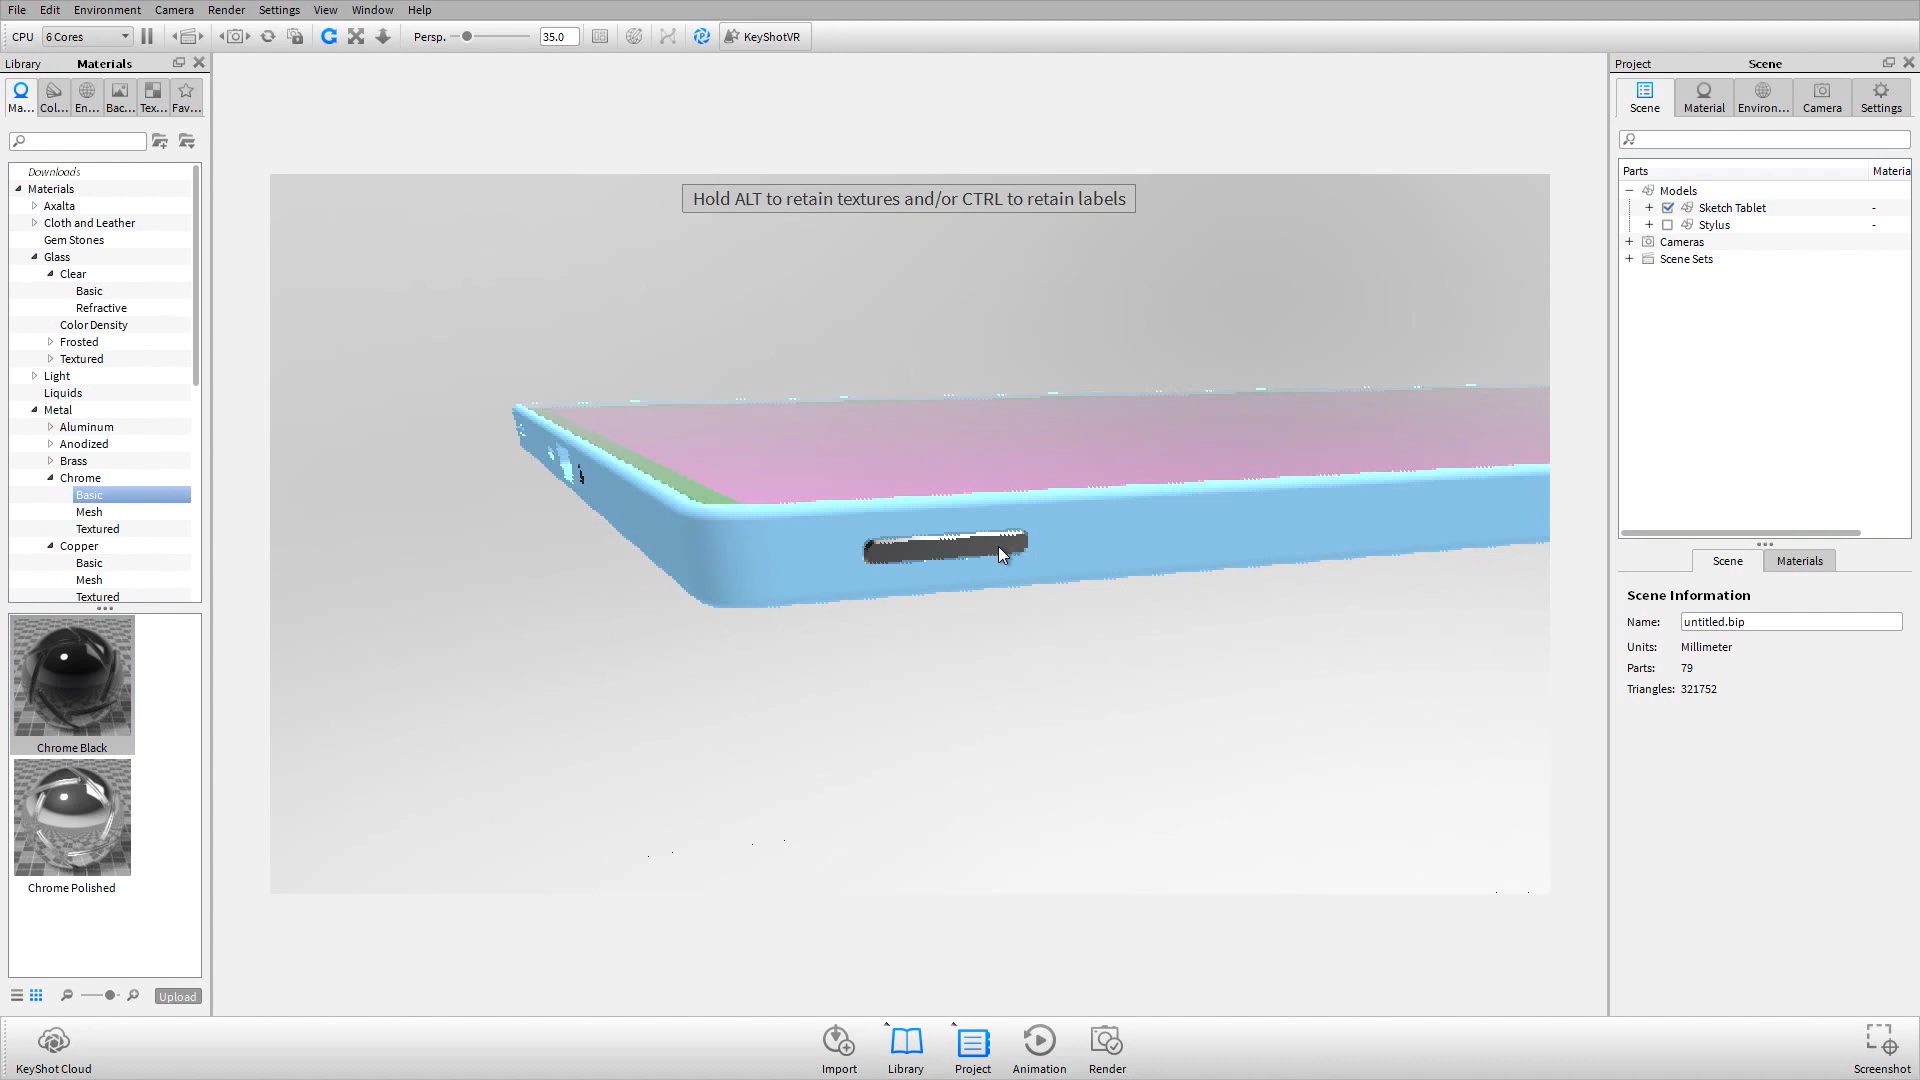 File Edit Environment Camera Render Settings View Window Help
CPU 6 Cores Persp. 35.0 KeyShotVR
Library Materials
Ma... Col... En... Bac... Tex... Fav...
Downloads
Materials
Axalta
Cloth and Leather
Gem Stones
Glass
Clear
Basic
Refractive
Color Density
Frosted
Textured
Light
Liquids
Metal
Aluminum
Anodized
Brass
Chrome
Basic
Mesh
Textured
Copper
Basic
Mesh
Textured
Chrome Black
Chrome Polished
Upload
Hold ALT to retain textures and/or CTRL to retain labels
Project Scene
Scene Material Environ... Camera Settings
Parts Materia
Models
Sketch Tablet -
Stylus -
Cameras
Scene Sets
Scene Materials
Scene Information
Name: untitled.bip
Units: Millimeter
Parts: 79
Triangles: 321752
KeyShot Cloud Import Library Project Animation Render Screenshot